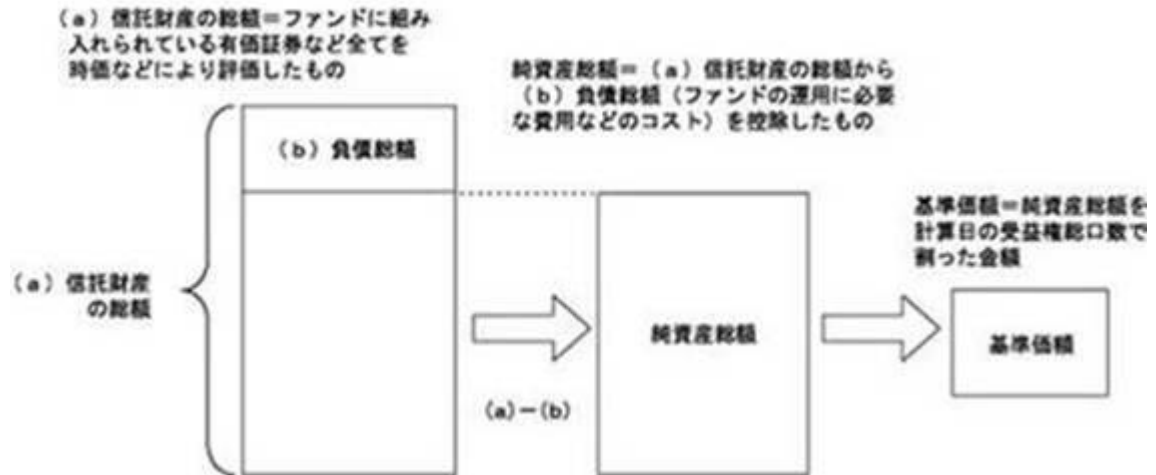 (a)信託財産の総額=ファンドに組み
入れられている有価証券など全てを
時価などにより評価したもの
純資産総額=(a)信託財産の総額から
(b)負債総額(ファンドの運用に必要
な費用などのコスト)を控除したもの
(b)負債総額
基準価額=純資産総額を
計算日の受益権総口数で
割った金額
(a)信託財産
の総額
純資産総額
基準価額
(a)-(b)